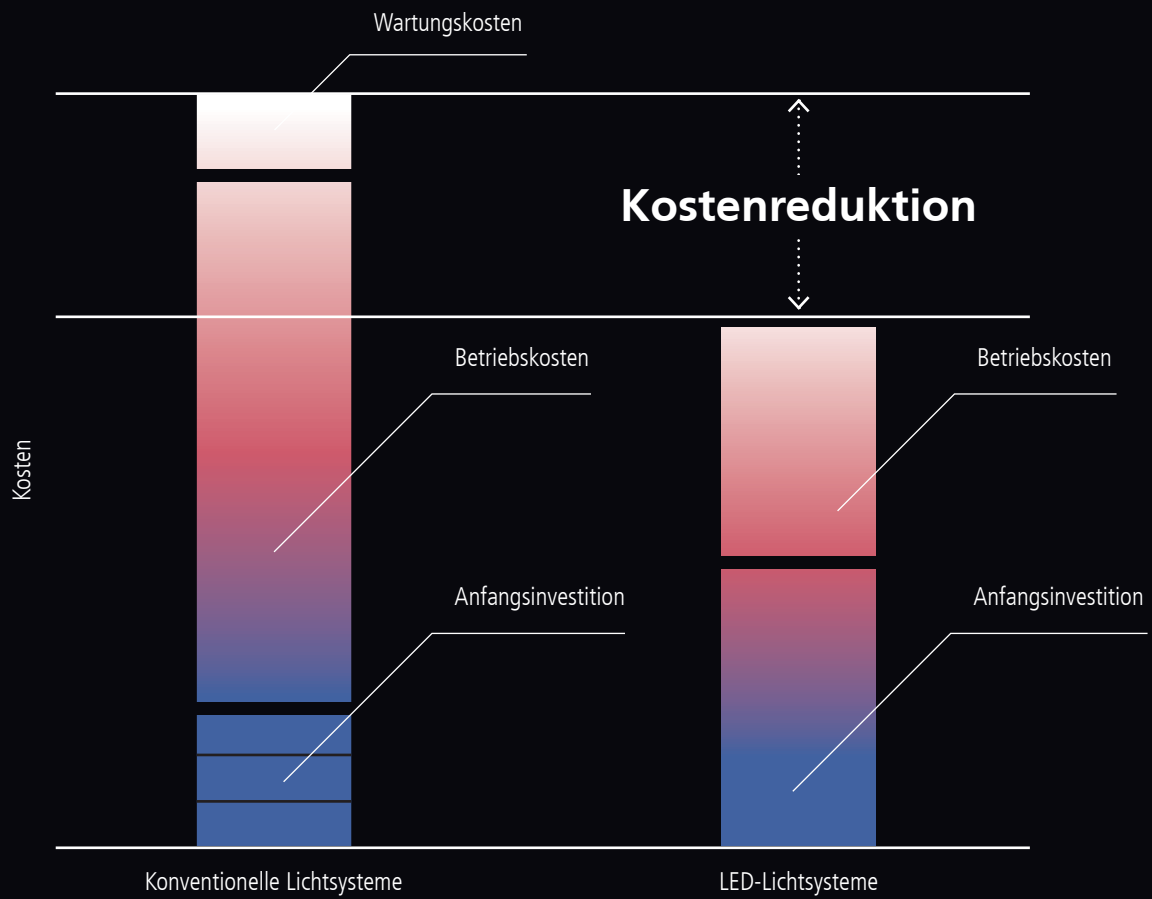 Wartungskosten
Kostenreduktion
Betriebskosten
Betriebskosten
Kosten
Anfangsinvestition
Anfangsinvestition
Konventionelle Lichtsysteme
LED-Lichtsysteme